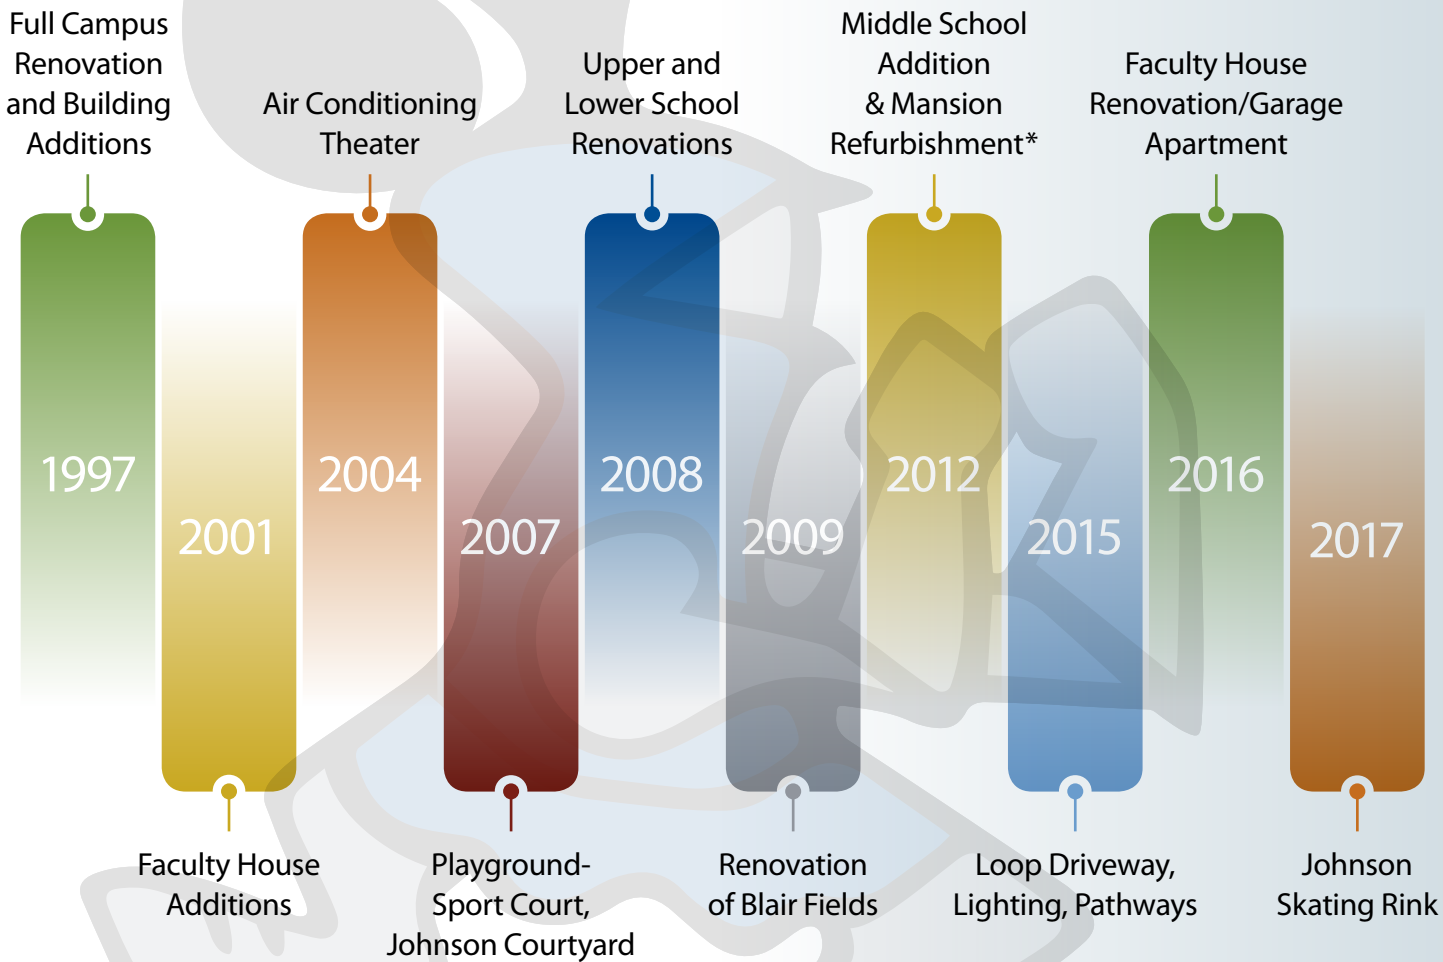 Full Campus
Renovation
and Building
Additions
Air Conditioning
Theater
Upper and
Lower School
Renovations
Middle School
Addition
& Mansion
Refurbishment*
Faculty House
Renovation/Garage
Apartment
1997
2001
2004
2007
2008
2009
2012
2015
2016
2017
Faculty House
Additions
Playground-
Sport Court,
Johnson Courtyard
Renovation
of Blair Fields
Loop Driveway,
Lighting, Pathways
Johnson
Skating Rink